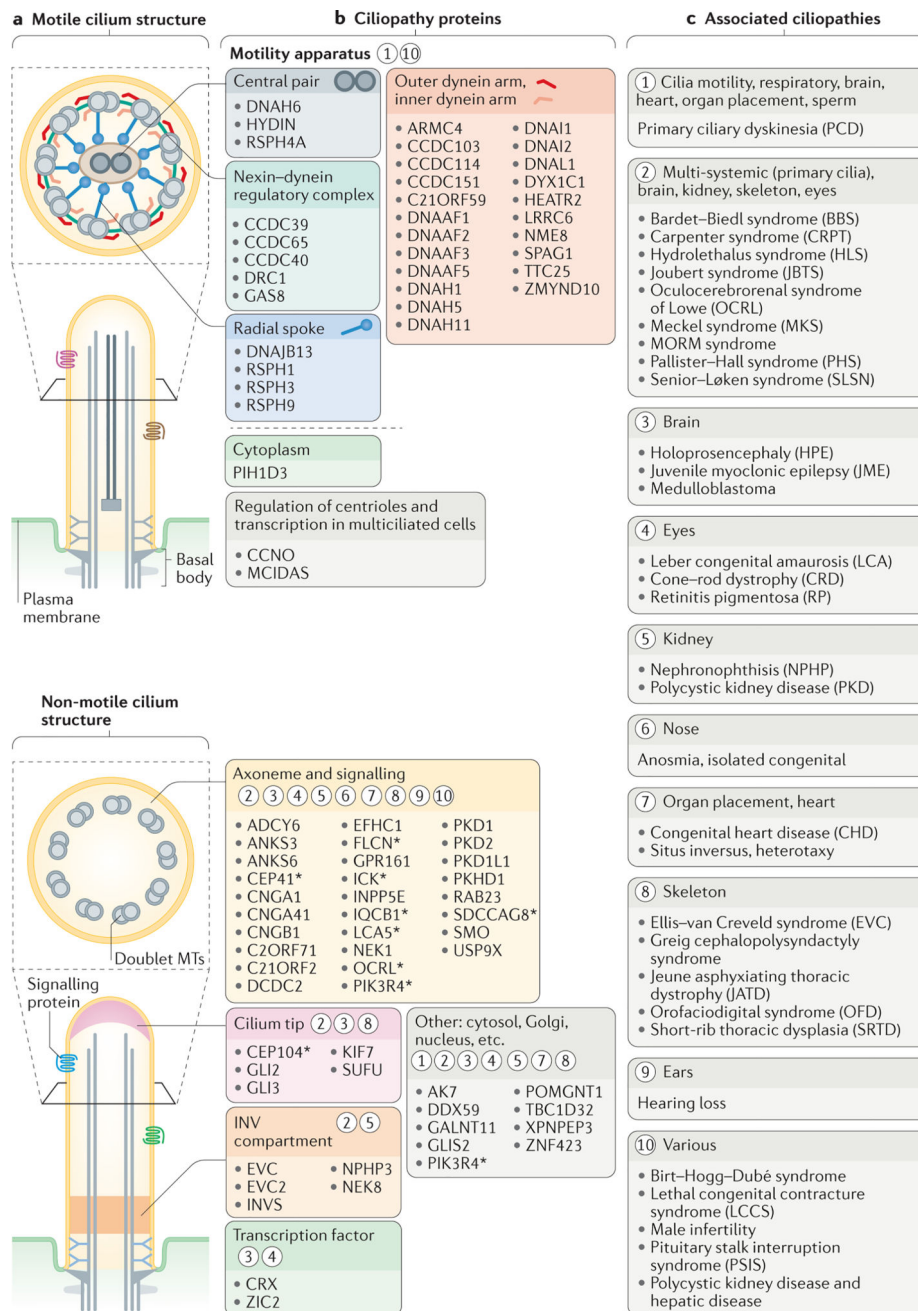 a Motile cilium structure
b Ciliopathy proteins
c Associated ciliopathies
Motility apparatus 1 10
Central pair
• DNAH6
• HYDIN
• RSPH4A
Nexin–dynein
regulatory complex
• CCDC39
• CCDC65
• CCDC40
• DRC1
• GAS8
Radial spoke
• DNAJB13
• RSPH1
• RSPH3
• RSPH9
Outer dynein arm,
inner dynein arm
• ARMC4
• CCDC103
• CCDC114
• CCDC151
• C21ORF59
• DNAAF1
• DNAAF2
• DNAAF3
• DNAAF5
• DNAH1
• DNAH5
• DNAH11
• DNAI1
• DNAI2
• DNAL1
• DYX1C1
• HEATR2
• LRRC6
• NME8
• SPAG1
• TTC25
• ZMYND10
Cytoplasm
PIH1D3
Regulation of centrioles and
transcription in multiciliated cells
• CCNO
• MCIDAS
Basal
body
Plasma
membrane
Non-motile cilium
structure
Doublet MTs
Signalling
protein
Axoneme and signalling
2 3 4 5 6 7 8 9 10
• ADCY6
• ANKS3
• ANKS6
• CEP41*
• CNGA1
• CNGA41
• CNGB1
• C2ORF71
• C21ORF2
• DCDC2
• EFHC1
• FLCN*
• GPR161
• ICK*
• INPP5E
• IQCB1*
• LCA5*
• NEK1
• OCRL*
• PIK3R4*
• PKD1
• PKD2
• PKD1L1
• PKHD1
• RAB23
• SDCCAG8*
• SMO
• USP9X
Cilium tip 2 3 8
• CEP104*
• GLI2
• GLI3
• KIF7
• SUFU
INV
compartment 2 5
• EVC
• EVC2
• INVS
• NPHP3
• NEK8
Transcription factor
3 4
• CRX
• ZIC2
Other: cytosol, Golgi,
nucleus, etc.
1 2 3 4 5 7 8
• AK7
• DDX59
• GALNT11
• GLIS2
• PIK3R4*
• POMGNT1
• TBC1D32
• XPNPEP3
• ZNF423
1 Cilia motility, respiratory, brain,
heart, organ placement, sperm
Primary ciliary dyskinesia (PCD)
2 Multi-systemic (primary cilia),
brain, kidney, skeleton, eyes
• Bardet–Biedl syndrome (BBS)
• Carpenter syndrome (CRPT)
• Hydrolethalus syndrome (HLS)
• Joubert syndrome (JBTS)
• Oculocerebrorenal syndrome
of Lowe (OCRL)
• Meckel syndrome (MKS)
• MORM syndrome
• Pallister–Hall syndrome (PHS)
• Senior–Løken syndrome (SLSN)
3 Brain
• Holoprosencephaly (HPE)
• Juvenile myoclonic epilepsy (JME)
• Medulloblastoma
4 Eyes
• Leber congenital amaurosis (LCA)
• Cone–rod dystrophy (CRD)
• Retinitis pigmentosa (RP)
5 Kidney
• Nephronophthisis (NPHP)
• Polycystic kidney disease (PKD)
6 Nose
Anosmia, isolated congenital
7 Organ placement, heart
• Congenital heart disease (CHD)
• Situs inversus, heterotaxy
8 Skeleton
• Ellis–van Creveld syndrome (EVC)
• Greig cephalopolysyndactyly
syndrome
• Jeune asphyxiating thoracic
dystrophy (JATD)
• Orofaciodigital syndrome (OFD)
• Short-rib thoracic dysplasia (SRTD)
9 Ears
Hearing loss
10 Various
• Birt–Hogg–Dubé syndrome
• Lethal congenital contracture
syndrome (LCCS)
• Male infertility
• Pituitary stalk interruption
syndrome (PSIS)
• Polycystic kidney disease and
hepatic disease